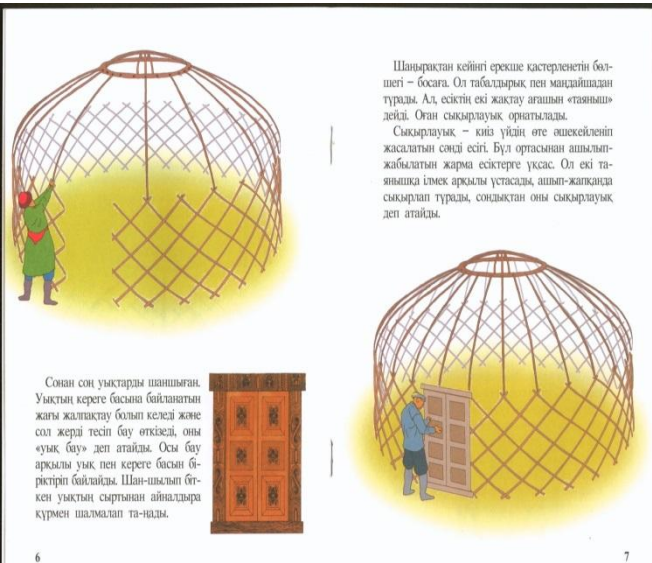 Сонан соң уықтарды шаншыған.
Уықтың кереге басына байланатын
жағы жалпақтау болып келеді және
сол жерді тесіп бау өткізеді, оны
«уық бау» деп атайды. Осы бау
арқылы уық пен кереге басын бі-
ріктіріп байлайды. Шан-шылып біт-
кен уықтың сыртынан айналдыра
құрмен шалмалап та-ңады.
6
Шаңырақтан кейінгі ерекше қастерленетін бөл-
шегі – босаға. Ол табалдырық пен маңдайшадан
тұрады. Ал, есіктің екі жақтау ағашын «таяныш»
дейді. Оған сықырлауық орнатылады.
Сықырлауық – киіз үйдің өте әшекейленіп
жасалатын сәнді есігі. Бұл ортасынан ашылып-
жабылатын жарма есіктерге ұқсас. Ол екі та-
янышқа ілмек арқылы ұстасады, ашып-жапқанда
сықырлап тұрады, сондықтан оны сықырлауық
деп атайды.
7